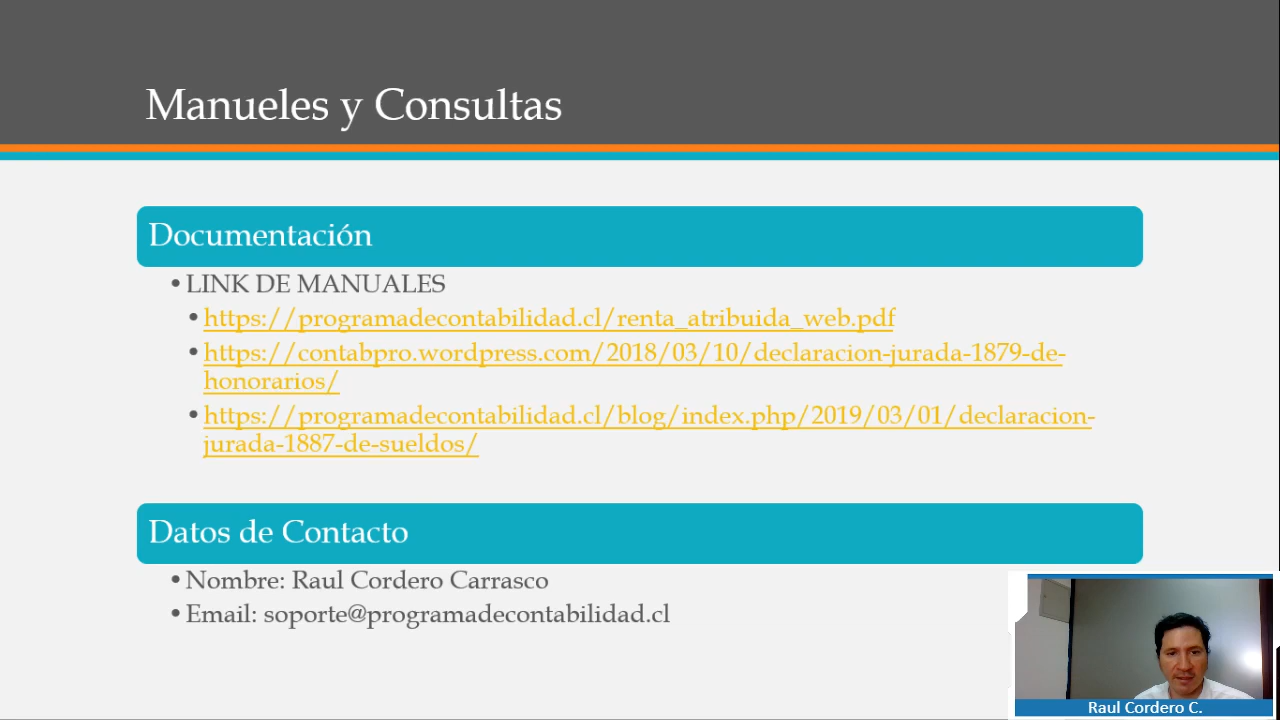 Manueles y Consultas
Documentación
•LINK DE MANUALES
•https://programadecontabilidad.cl/renta_atribuida_web.pdf
•https://contabpro.wordpress.com/2018/03/10/declaracion-jurada-1879-de-
honorarios/
•https://programadecontabilidad.cl/blog/index.php/2019/03/01/declaracion-
jurada-1887-de-sueldos/
Datos de Contacto
•Nombre: Raul Cordero Carrasco
•Email: soporte@programadecontabilidad.cl
Raul Cordero C.